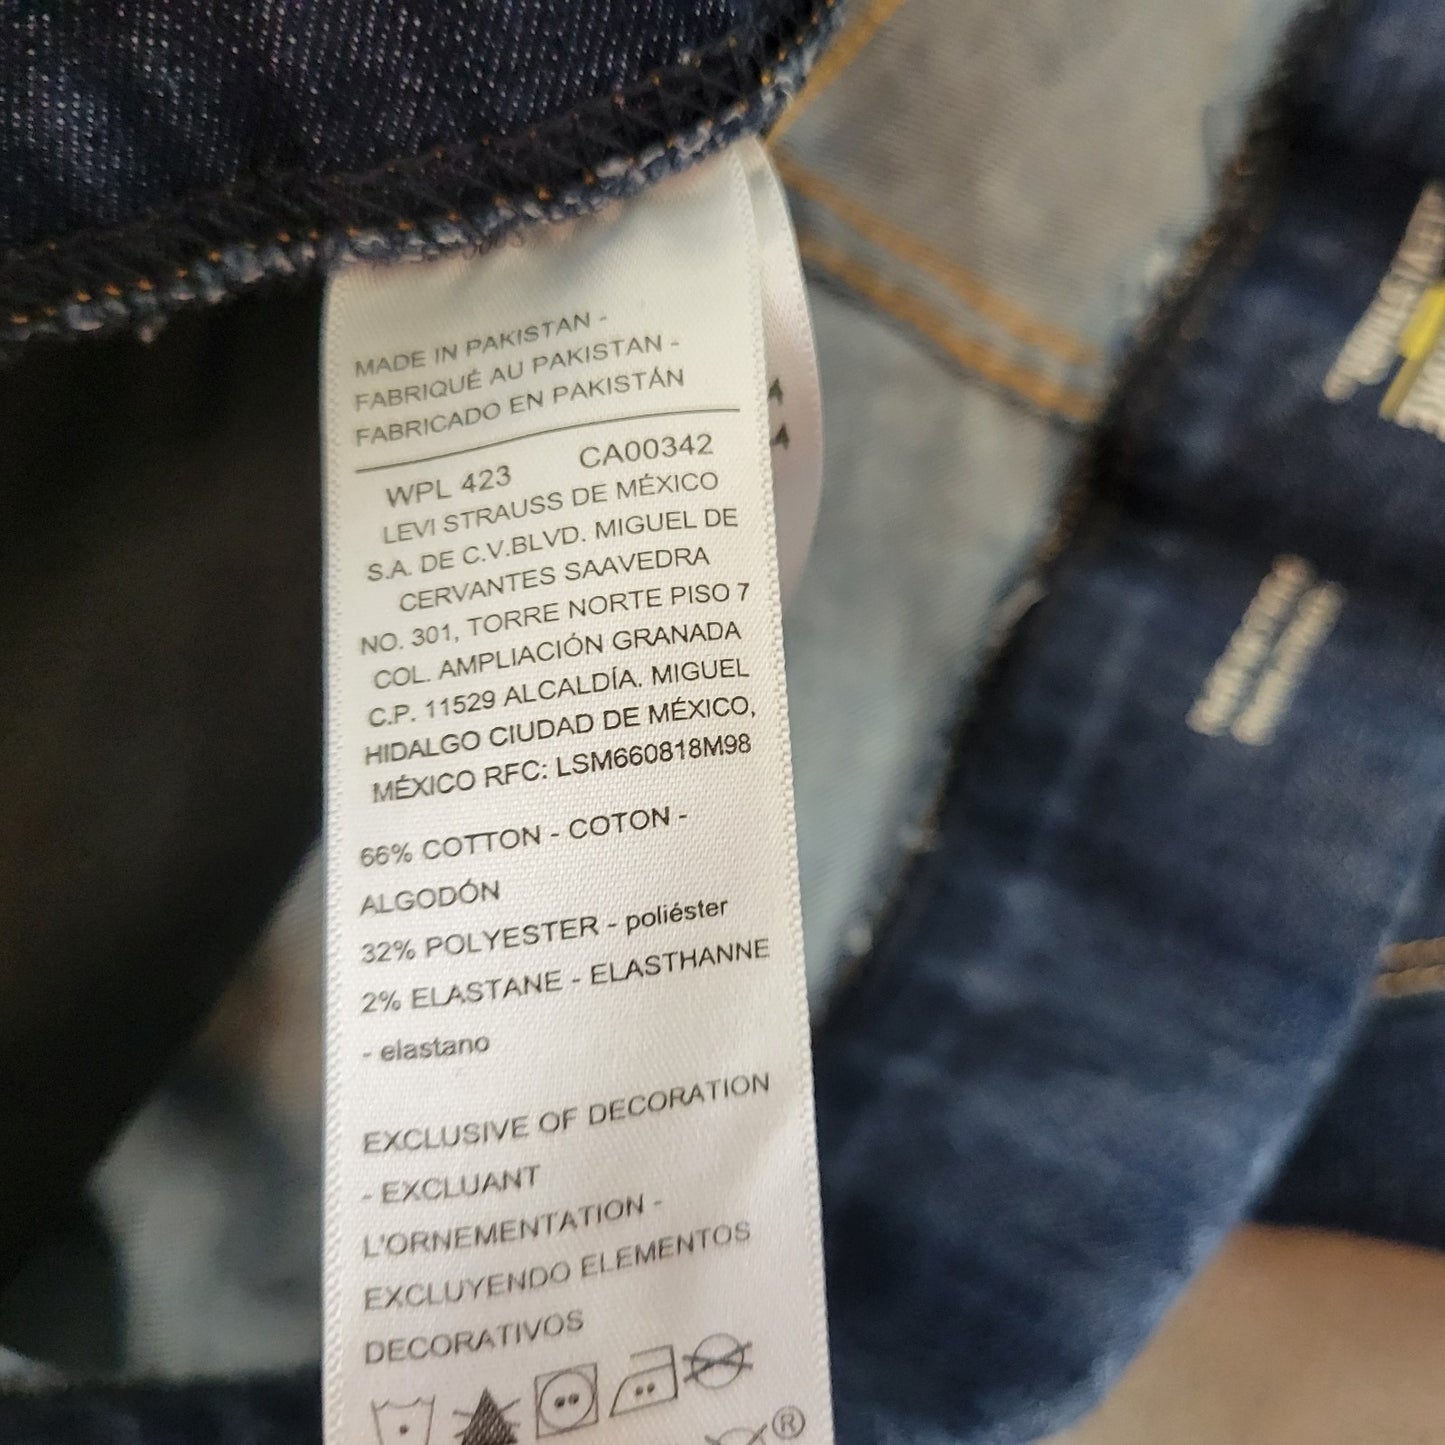 MADE IN PAKISTAN -
FABRIQUÉ AU PAKISTAN -
FABRICADO EN PAKISTÁN
WPL 423 CA00342
LEVI STRAUSS DE MÉXICO
S.A. DE C.V.BLVD. MIGUEL DE
CERVANTES SAAVEDRA
NO. 301, TORRE NORTE PISO 7
COL. AMPLIACIÓN GRANADA
C.P. 11529 ALCALDÍA. MIGUEL
HIDALGO CIUDAD DE MÉXICO,
MÉXICO RFC: LSM660818M98
66% COTTON - COTON -
ALGODÓN
32% POLYESTER - poliéster
2% ELASTANE - ELASTHANNE
- elastano
EXCLUSIVE OF DECORATION
- EXCLUANT
L'ORNEMENTATION -
EXCLUYENDO ELEMENTOS
DECORATIVOS
®